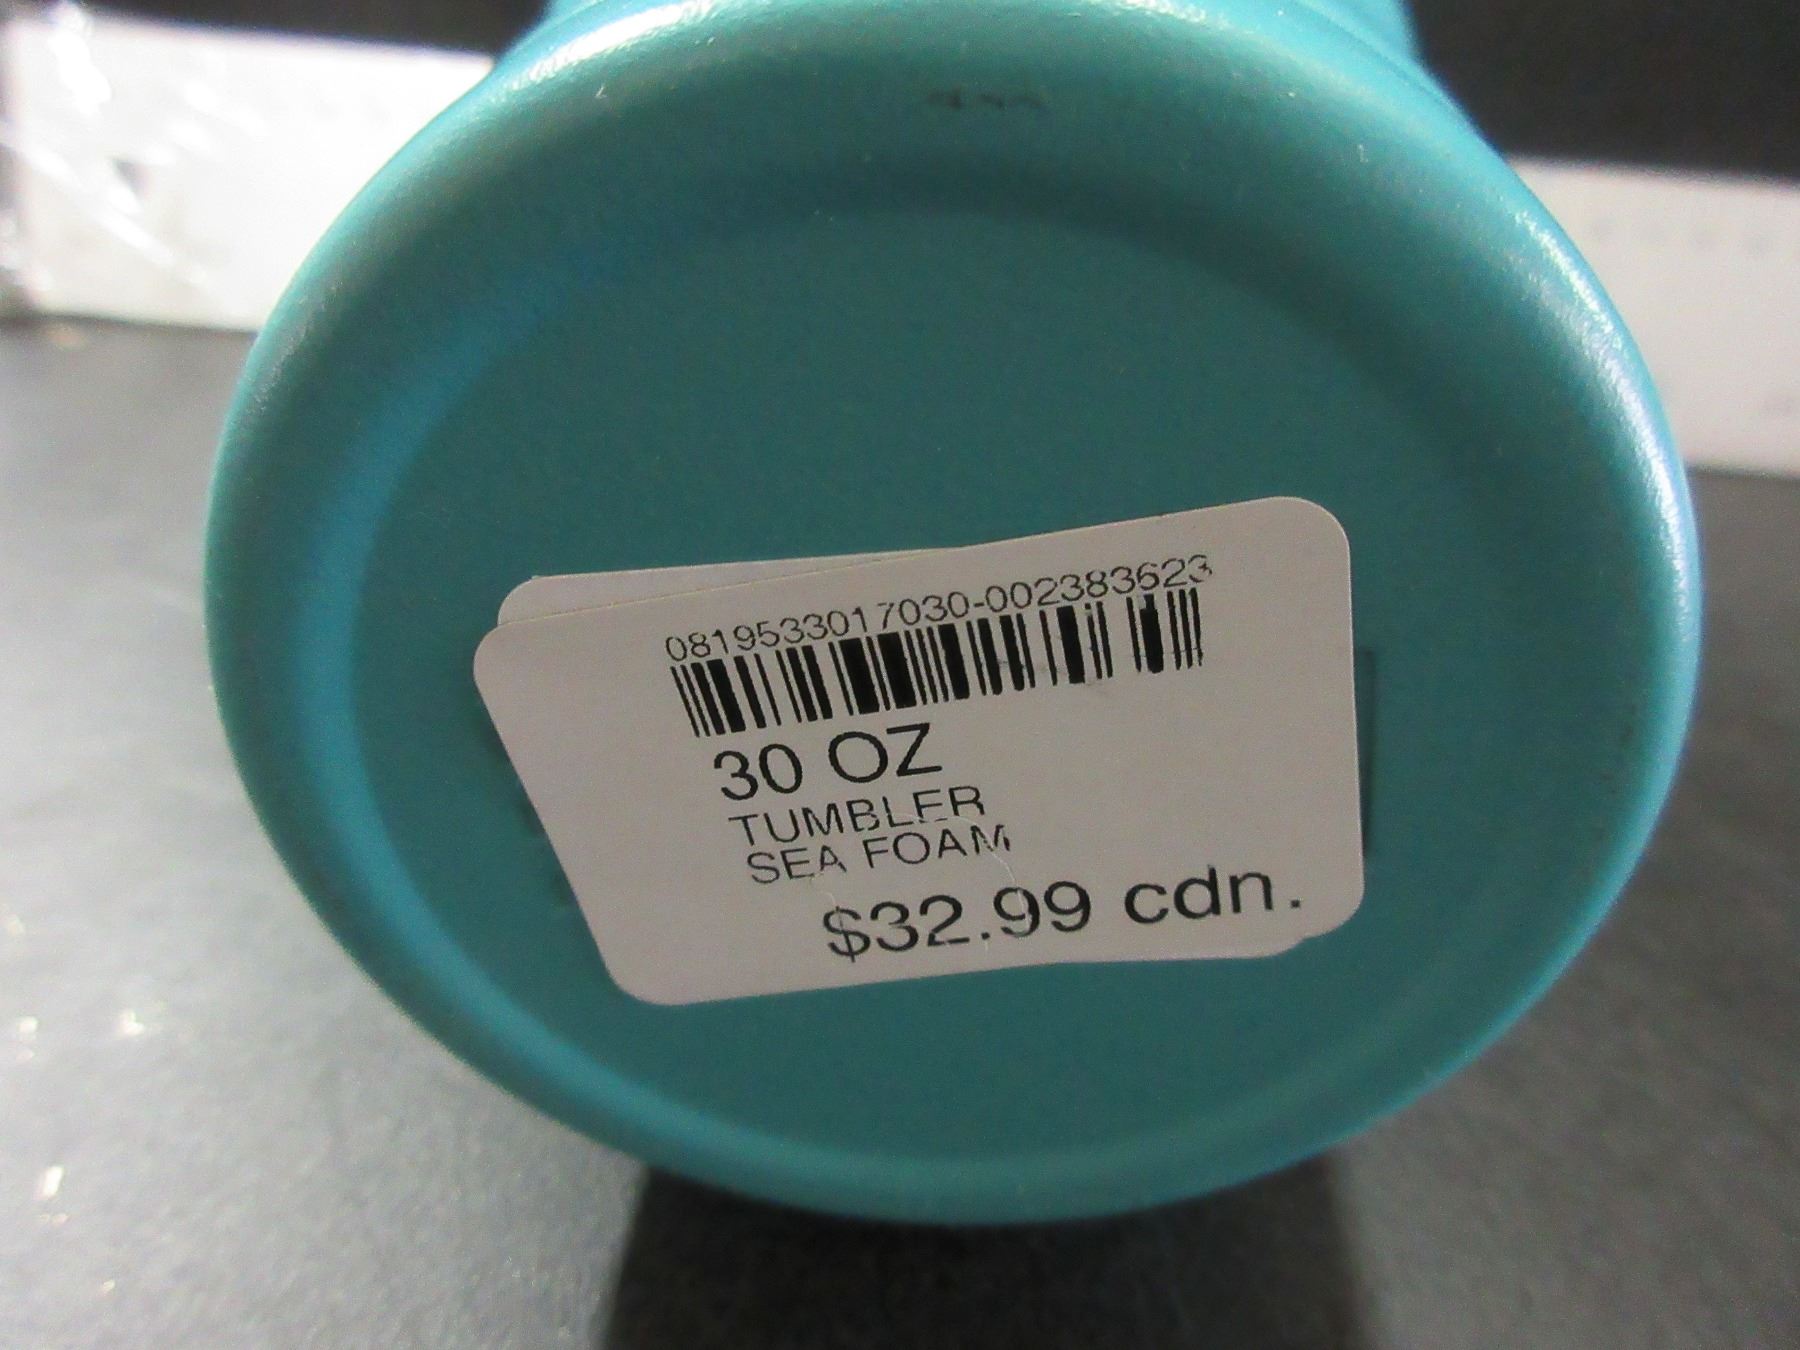 0819533017030-002383623
30 OZ
TUMBLER
SEA FOAM
$32.99 cdn.